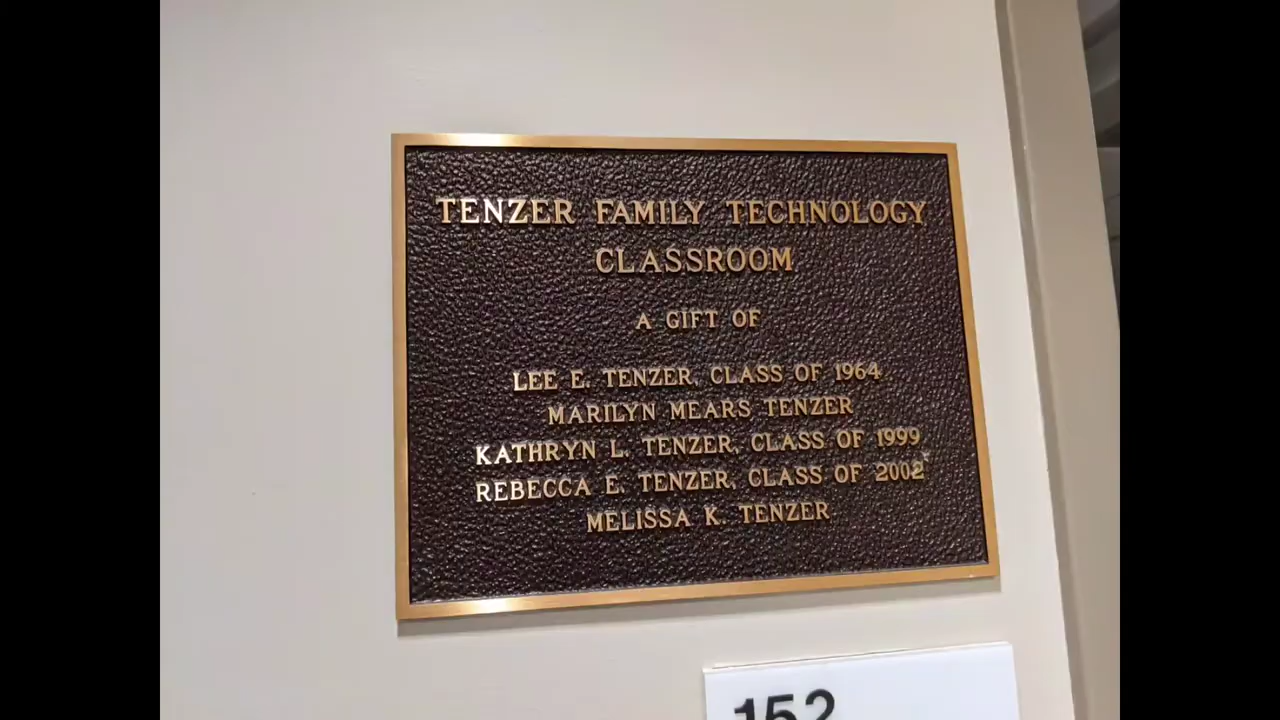 TENZER FAMILY TECHNOLOGY
CLASSROOM
A GIFT OF
LEE E. TENZER, CLASS OF 1964
MARILYN MEARS TENZER
KATHRYN L. TENZER, CLASS OF 1999
REBECCA E. TENZER, CLASS OF 2002
MELISSA K. TENZER
152